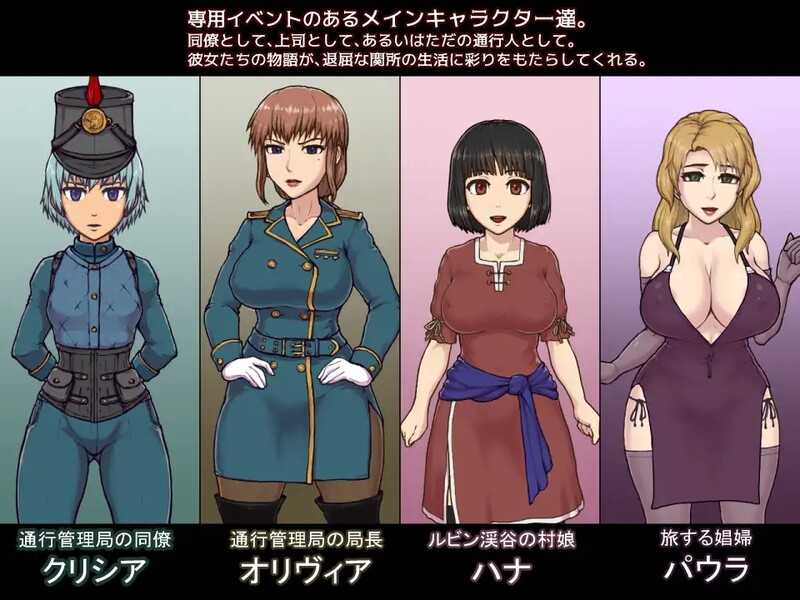 専用イベントのあるメインキャラクター達。
同僚として、上司として、あるいはただの通行人として。
彼女たちの物語が、退屈な関所の生活に彩りをもたらしてくれる。
通行管理局の同僚
クリシア
通行管理局の局長
オリヴィア
ルビン渓谷の村娘
ハナ
旅する娼婦
パウラ